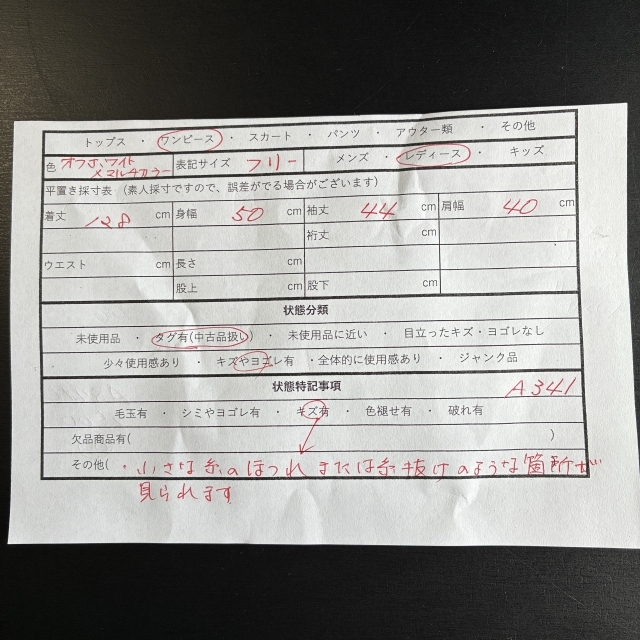 トップス ・ ワンピース ・ スカート ・ パンツ ・ アウター類 ・ その他
色 オフホワイト×マルチカラー 表記サイズ フリー メンズ ・ レディース ・ キッズ
平置き採寸表 (素人採寸ですので、誤差がでる場合がございます)
着丈 128 cm 身幅 50 cm 袖丈 44 cm 肩幅 40 cm
裄丈 cm
ウエスト cm 長さ cm
股上 cm 股下 cm
状態分類
未使用品 ・ タグ有(中古品扱い) ・ 未使用品に近い ・ 目立ったキズ・ヨゴレなし
少々使用感あり ・ キズやヨゴレ有 ・全体的に使用感あり ・ ジャンク品
状態特記事項 A341
毛玉有 ・ シミやヨゴレ有 ・ キズ有 ・ 色褪せ有 ・ 破れ有
欠品商品有( )
その他( ・小さな糸のほつれ または糸抜けのような箇所が
見られます